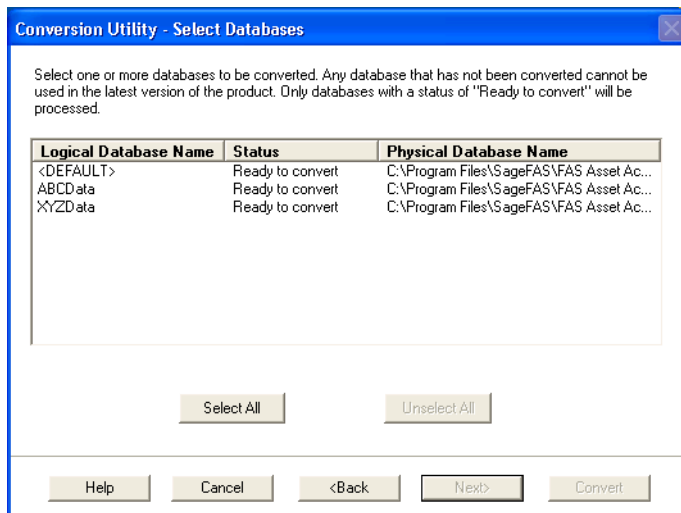 Conversion Utility - Select Databases
Select one or more databases to be converted. Any database that has not been converted cannot be
used in the latest version of the product. Only databases with a status of "Ready to convert" will be
processed.
Logical Database Name Status Physical Database Name
<DEFAULT> Ready to convert C:\Program Files\SageFAS\FAS Asset Ac...
ABCData Ready to convert C:\Program Files\SageFAS\FAS Asset Ac...
XYZData Ready to convert C:\Program Files\SageFAS\FAS Asset Ac...
Select All Unselect All
Help Cancel <Back Next> Convert